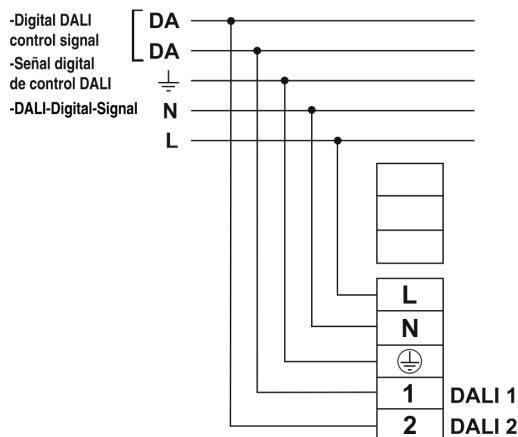 -Digital DALI
control signal
-Señal digital
de control DALI
-DALI-Digital-Signal
DA
DA
N
L
L
N
1 DALI 1
2 DALI 2